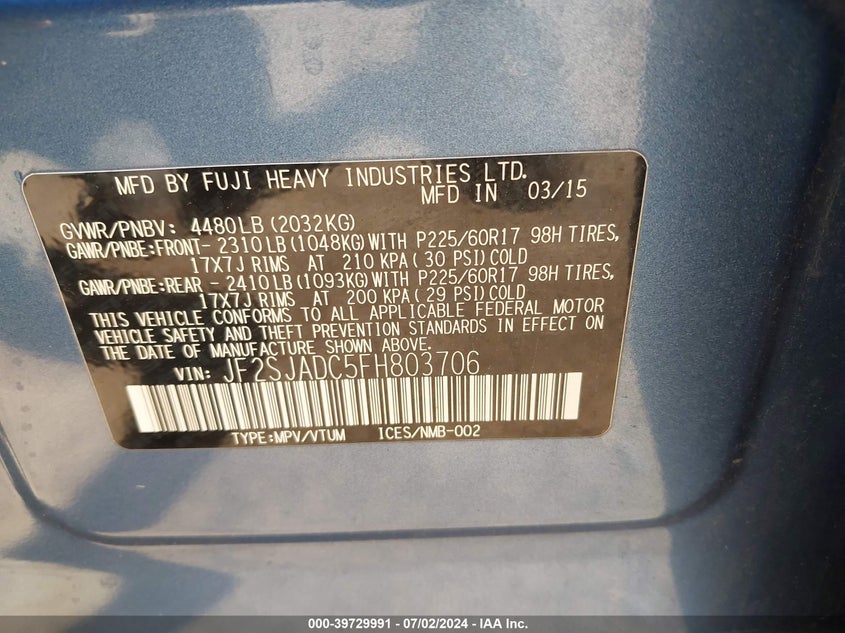 MFD BY FUJI HEAVY INDUSTRIES LTD.
MFD IN 03/15
GVWR/PNBV: 4480LB (2032KG)
GAWR/PNBE:FRONT- 2310LB (1048KG) WITH P225/60R17 98H TIRES,
17X7J RIMS AT 210 KPA ( 30 PSI) COLD
GAWR/PNBE:REAR - 2410LB (1093KG) WITH P225/60R17 98H TIRES,
17X7J RIMS AT 200 KPA ( 29 PSI) COLD
THIS VEHICLE CONFORMS TO ALL APPLICABLE FEDERAL MOTOR
VEHICLE SAFETY AND THEFT PREVENTION STANDARDS IN EFFECT ON
THE DATE OF MANUFACTURE SHOWN ABOVE.
VIN: JF2SJADC5FH803706
TYPE:MPV/VTUM ICES/NMB-002
000-39729991 - 07/02/2024 - IAA Inc.